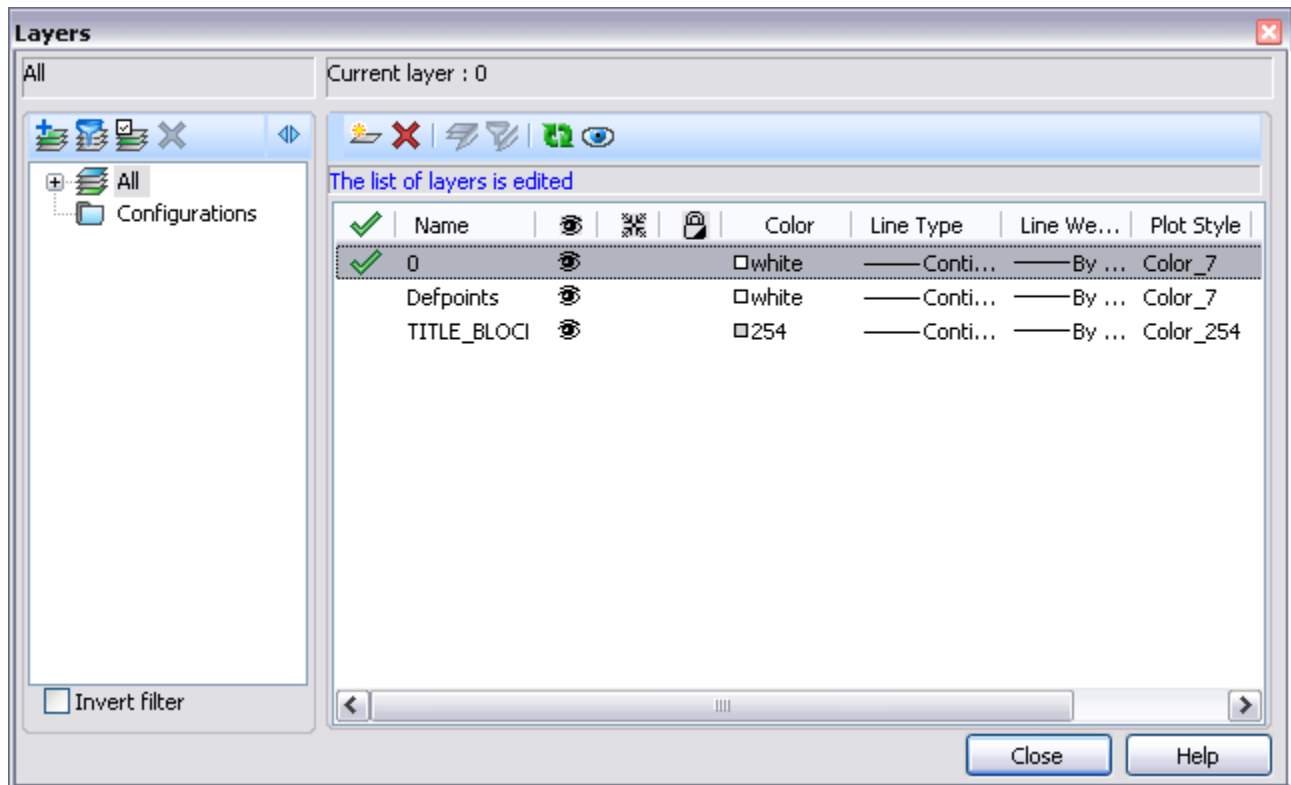 Layers
All
Current layer : 0
All
Configurations
The list of layers is edited
Name Color Line Type Line We... Plot Style
0 white Conti... By ... Color_7
Defpoints white Conti... By ... Color_7
TITLE_BLOC 254 Conti... By ... Color_254
Invert filter
Close Help